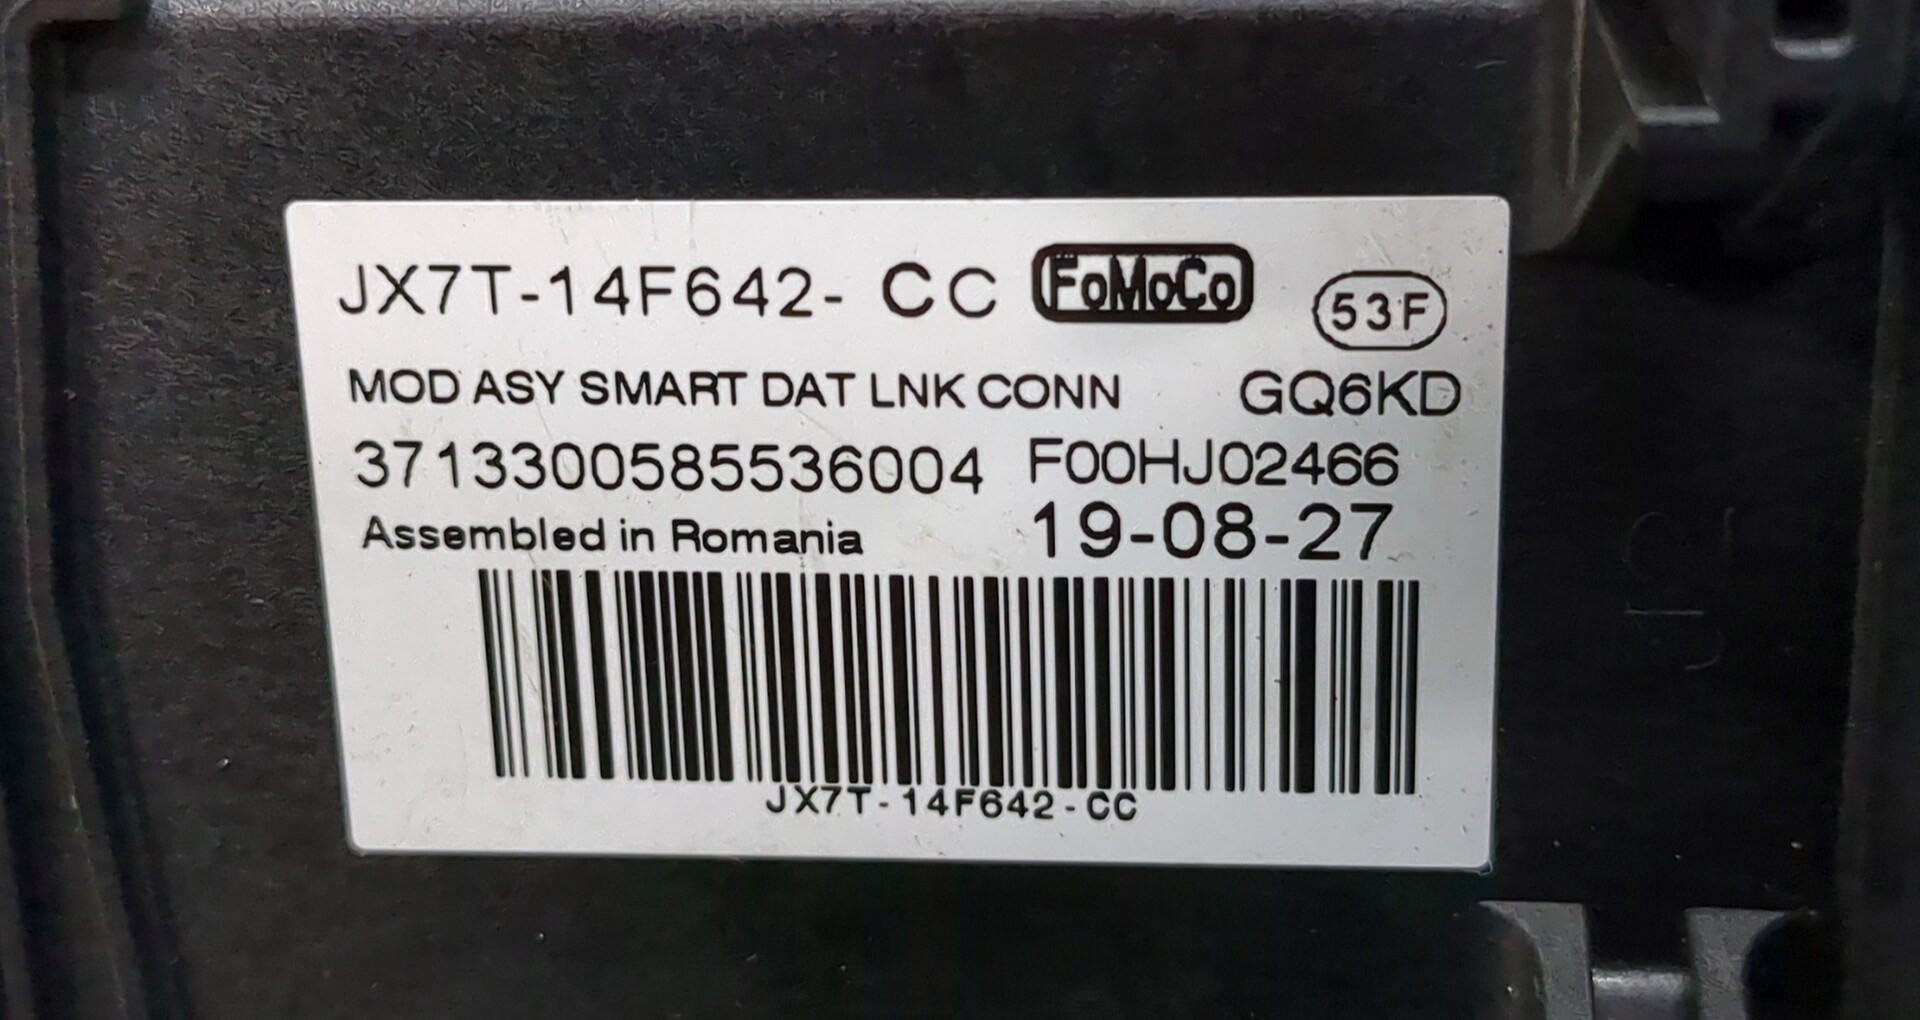 JX7T-14F642- CC FoMoCo 53F
MOD ASY SMART DAT LNK CONN GQ6KD
3713300585536004 F00HJ02466
Assembled in Romania 19-08-27
JX7T-14F642-CC